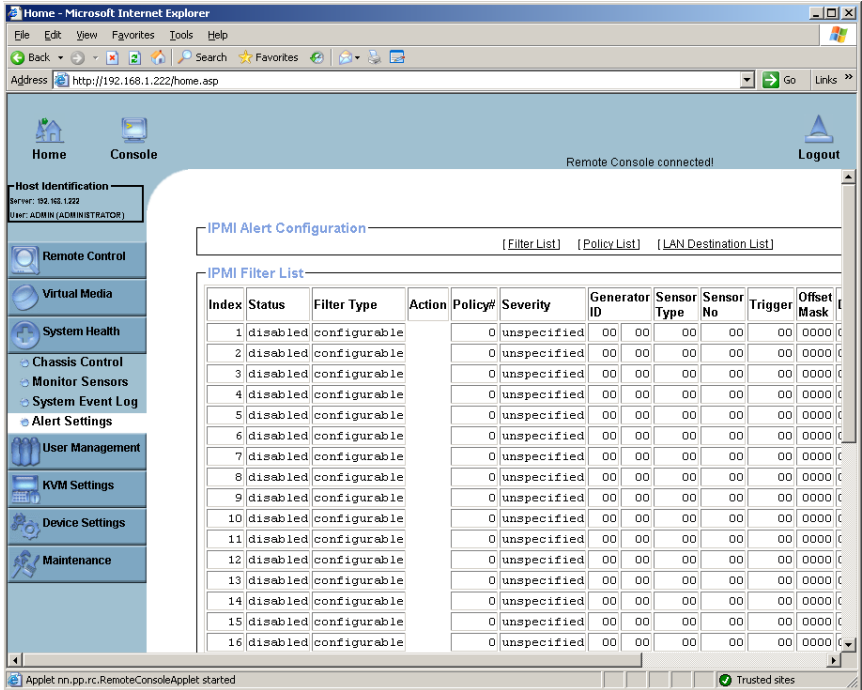 Home - Microsoft Internet Explorer
File Edit View Favorites Tools Help
Back Search Favorites
Address http://192.168.1.222/home.asp Go Links »
Home Console Logout
Remote Console connected!
Host Identification
Server: 192.168.1.222
User: ADMIN (ADMINISTRATOR)
Remote Control
Virtual Media
System Health
Chassis Control
Monitor Sensors
System Event Log
Alert Settings
User Management
KVM Settings
Device Settings
Maintenance
IPMI Alert Configuration
[ Filter List ] [ Policy List ] [ LAN Destination List ]
IPMI Filter List
Index Status Filter Type Action Policy# Severity Generator ID Sensor Type Sensor No Trigger Offset Mask
1 disabled configurable 0 unspecified 00 00 00 00 00 0000
2 disabled configurable 0 unspecified 00 00 00 00 00 0000
3 disabled configurable 0 unspecified 00 00 00 00 00 0000
4 disabled configurable 0 unspecified 00 00 00 00 00 0000
5 disabled configurable 0 unspecified 00 00 00 00 00 0000
6 disabled configurable 0 unspecified 00 00 00 00 00 0000
7 disabled configurable 0 unspecified 00 00 00 00 00 0000
8 disabled configurable 0 unspecified 00 00 00 00 00 0000
9 disabled configurable 0 unspecified 00 00 00 00 00 0000
10 disabled configurable 0 unspecified 00 00 00 00 00 0000
11 disabled configurable 0 unspecified 00 00 00 00 00 0000
12 disabled configurable 0 unspecified 00 00 00 00 00 0000
13 disabled configurable 0 unspecified 00 00 00 00 00 0000
14 disabled configurable 0 unspecified 00 00 00 00 00 0000
15 disabled configurable 0 unspecified 00 00 00 00 00 0000
16 disabled configurable 0 unspecified 00 00 00 00 00 0000
Applet nn.pp.rc.RemoteConsoleApplet started Trusted sites